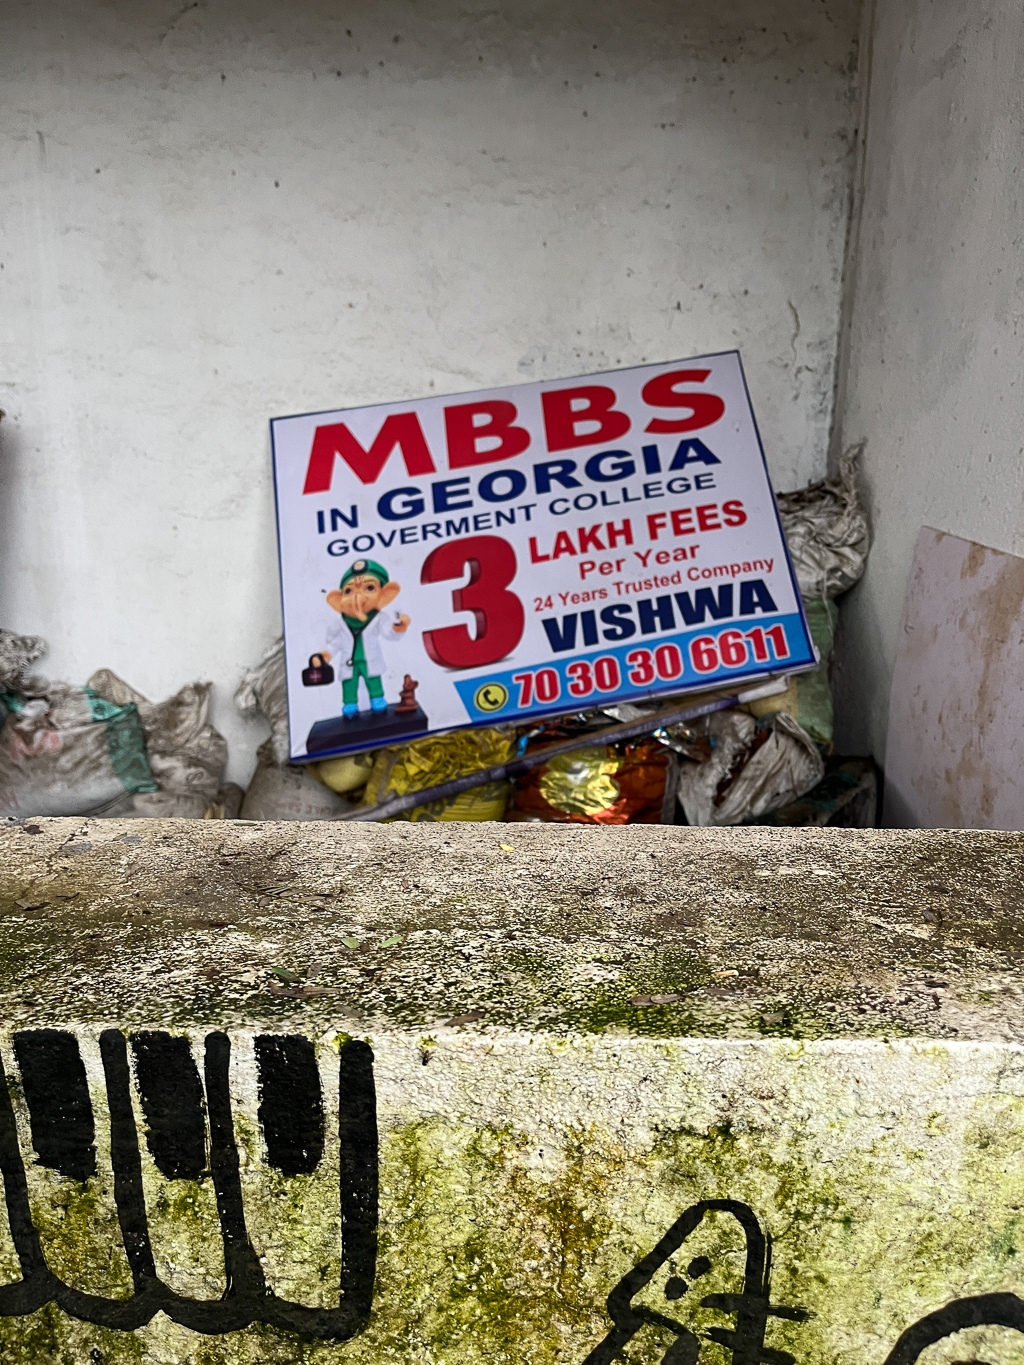 MBBS
IN GEORGIA
GOVERMENT COLLEGE
3
LAKH FEES
Per Year
24 Years Trusted Company
VISHWA
70 30 30 6611